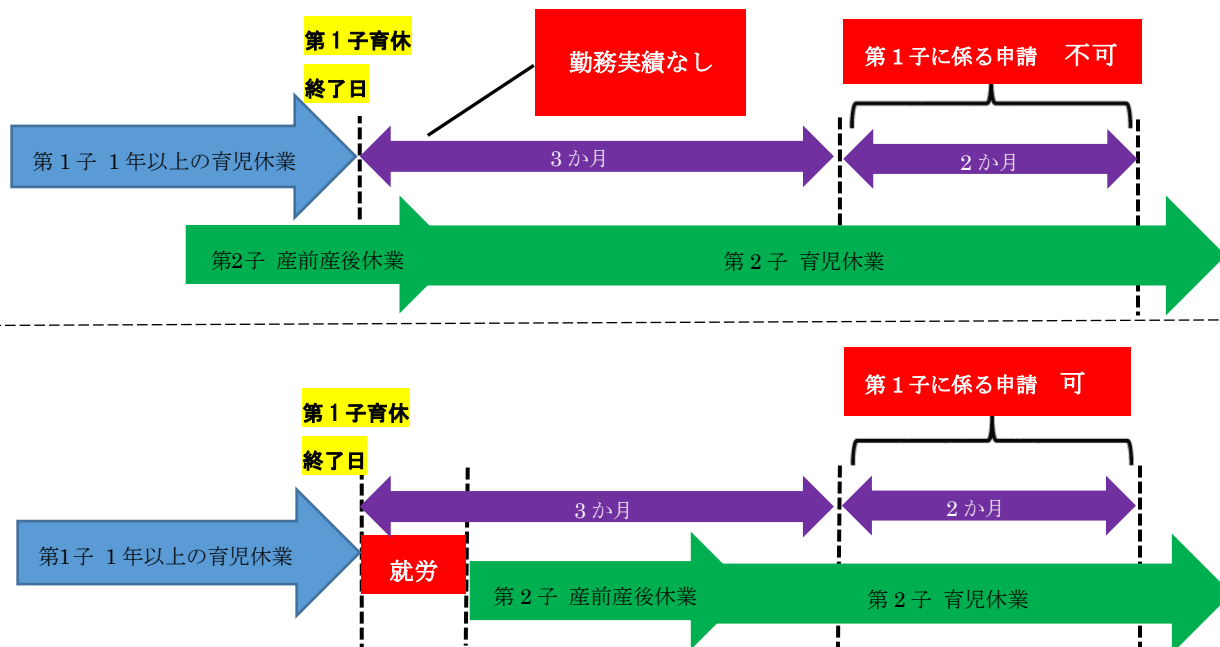 第１子育休
終了日
勤務実績なし
第１子に係る申請　不可
第１子 １年以上の育児休業
３か月
２か月
第2子 産前産後休業
第２子 育児休業
第１子に係る申請　可
第１子育休
終了日
３か月
２か月
第1子 １年以上の育児休業
就労
第２子 産前産後休業
第２子 育児休業